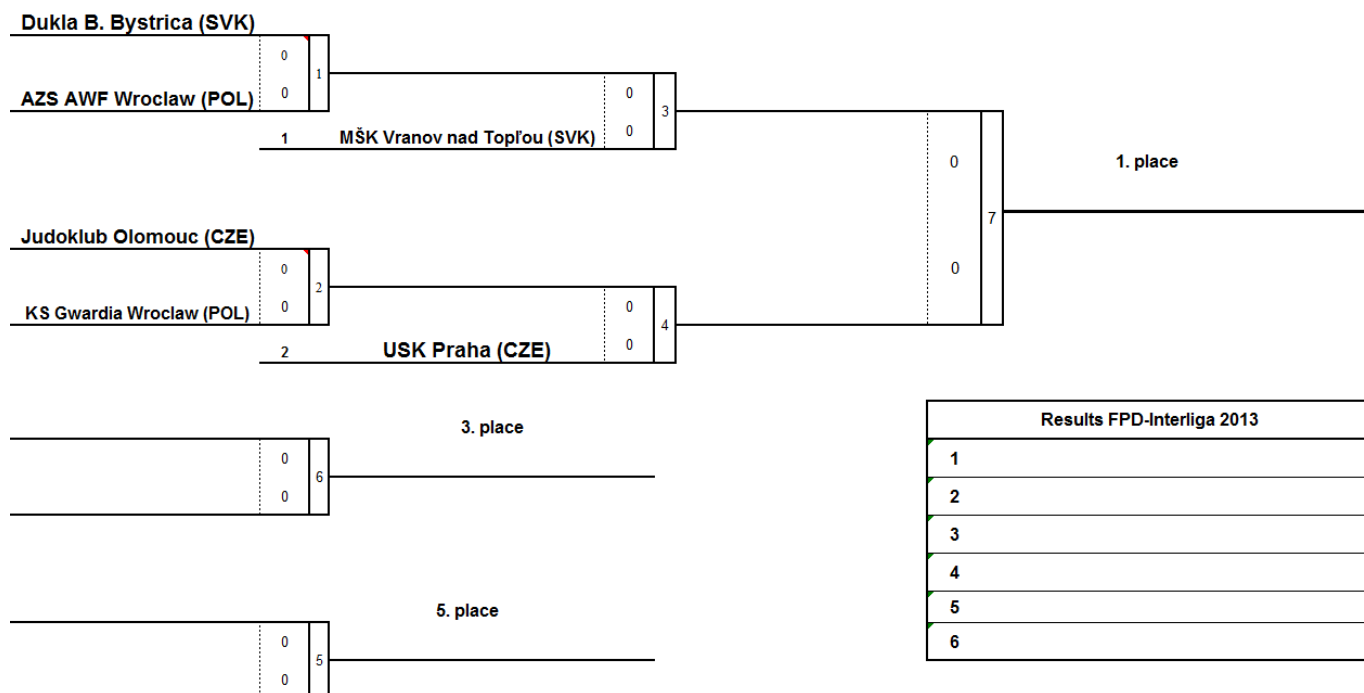 Dukla B. Bystrica (SVK)
0
1
AZS AWF Wroclaw (POL)
0
0
3
1
MŠK Vranov nad Topľou (SVK)
0
0
1. place
7
Judoklub Olomouc (CZE)
0
0
2
KS Gwardia Wroclaw (POL)
0
0
4
2
USK Praha (CZE)
0
3. place
Results FPD-Interliga 2013
0
6
0
1
2
3
4
5
6
5. place
0
5
0